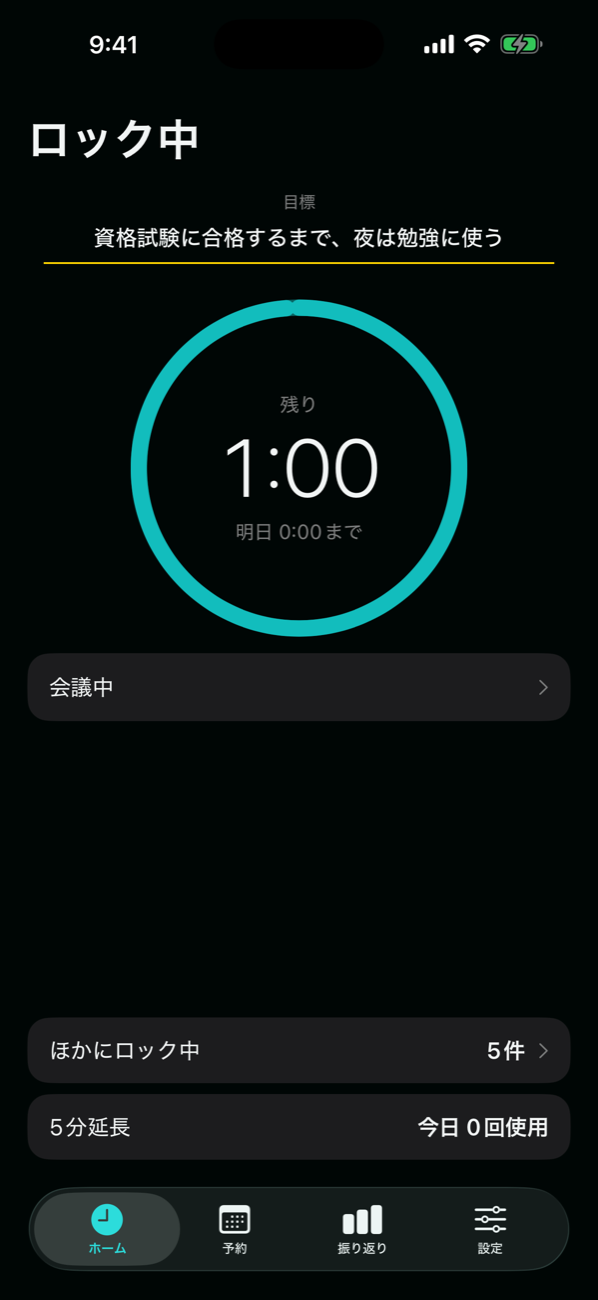 9:41
ロック中
目標
資格試験に合格するまで、夜は勉強に使う
残り
1:00
明日 0:00まで
会議中
ほかにロック中 5件
5分延長 今日 0回使用
ホーム 予約 振り返り 設定